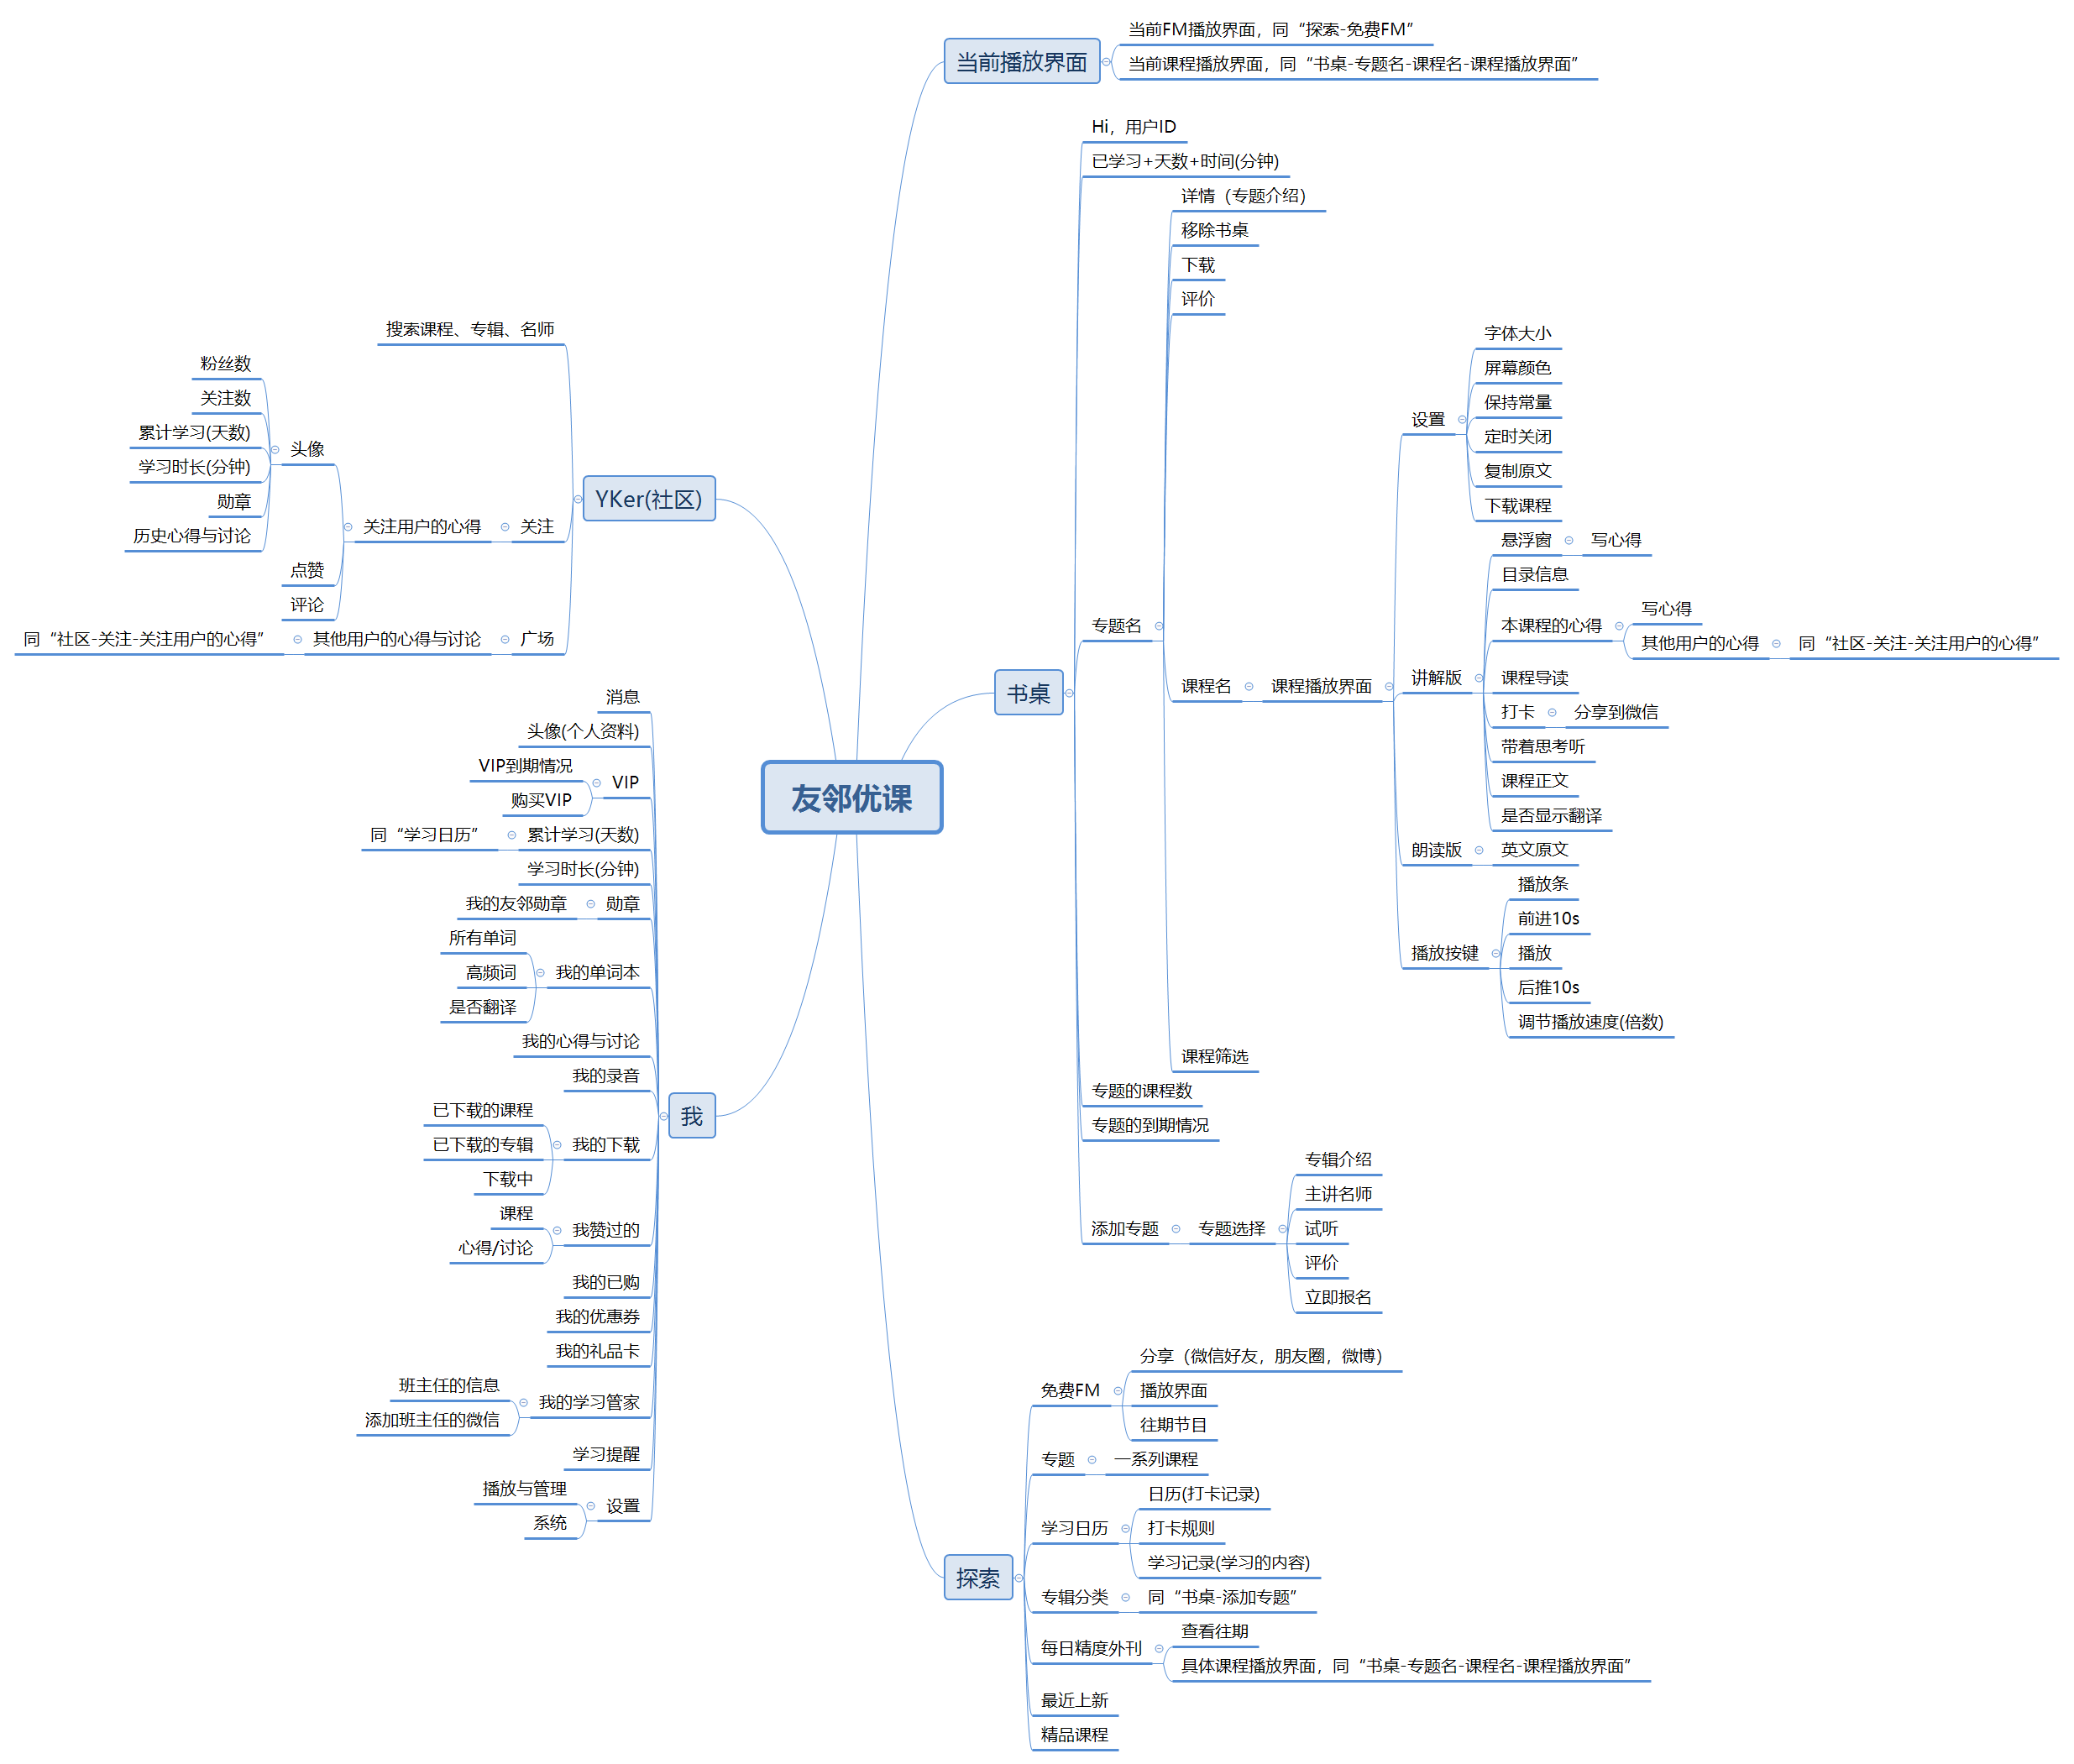 友邻优课
当前播放界面
当前FM播放界面，同“探索-免费FM”
当前课程播放界面，同“书桌-专题名-课程名-课程播放界面”
书桌
Hi，用户ID
已学习+天数+时间(分钟)
专题名
详情（专题介绍）
移除书桌
下载
评价
课程名
课程播放界面
设置
字体大小
屏幕颜色
保持常量
定时关闭
复制原文
下载课程
讲解版
悬浮窗
写心得
目录信息
本课程的心得
写心得
其他用户的心得
同“社区-关注-关注用户的心得”
课程导读
打卡
分享到微信
带着思考听
课程正文
是否显示翻译
朗读版
英文原文
播放按键
播放条
前进10s
播放
后推10s
调节播放速度(倍数)
课程筛选
专题的课程数
专题的到期情况
添加专题
专题选择
专辑介绍
主讲名师
试听
评价
立即报名
探索
免费FM
分享（微信好友，朋友圈，微博）
播放界面
往期节目
专题
一系列课程
学习日历
日历(打卡记录)
打卡规则
学习记录(学习的内容)
专辑分类
同“书桌-添加专题”
每日精度外刊
查看往期
具体课程播放界面，同“书桌-专题名-课程名-课程播放界面”
最近上新
精品课程
YKer(社区)
搜索课程、专辑、名师
关注
关注用户的心得
头像
粉丝数
关注数
累计学习(天数)
学习时长(分钟)
勋章
历史心得与讨论
点赞
评论
广场
其他用户的心得与讨论
同“社区-关注-关注用户的心得”
我
消息
头像(个人资料)
VIP
VIP到期情况
购买VIP
累计学习(天数)
同“学习日历”
学习时长(分钟)
勋章
我的友邻勋章
我的单词本
所有单词
高频词
是否翻译
我的心得与讨论
我的录音
我的下载
已下载的课程
已下载的专辑
下载中
我赞过的
课程
心得/讨论
我的已购
我的优惠券
我的礼品卡
我的学习管家
班主任的信息
添加班主任的微信
学习提醒
设置
播放与管理
系统